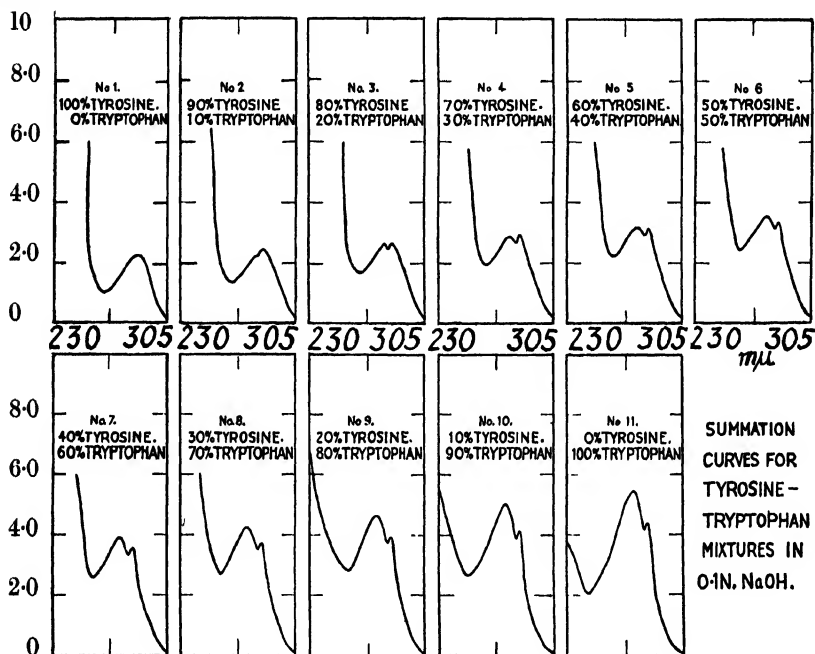 10
8·0
6·0
4·0
2·0
0
No 1.
100%TYROSINE.
0%TRYPTOPHAN
No 2
90%TYROSINE
10%TRYPTOPHAN
No. 3.
80%TYROSINE
20%TRYPTOPHAN
No 4.
70%TYROSINE.
30%TRYPTOPHAN
No 5
60%TYROSINE.
40%TRYPTOPHAN
No 6
50%TYROSINE.
50%TRYPTOPHAN
230 305
230 305
230 305
230 305
230 305
230 305
mμ
8·0
6·0
4·0
2·0
0
No 7.
40%TYROSINE.
60%TRYPTOPHAN
No 8.
30%TYROSINE.
70%TRYPTOPHAN
No 9.
20%TYROSINE.
80%TRYPTOPHAN
No. 10.
10%TYROSINE.
90%TRYPTOPHAN
No 11.
0%TYROSINE.
100%TRYPTOPHAN
SUMMATION
CURVES FOR
TYROSINE–
TRYPTOPHAN
MIXTURES IN
0·1N. NaOH.